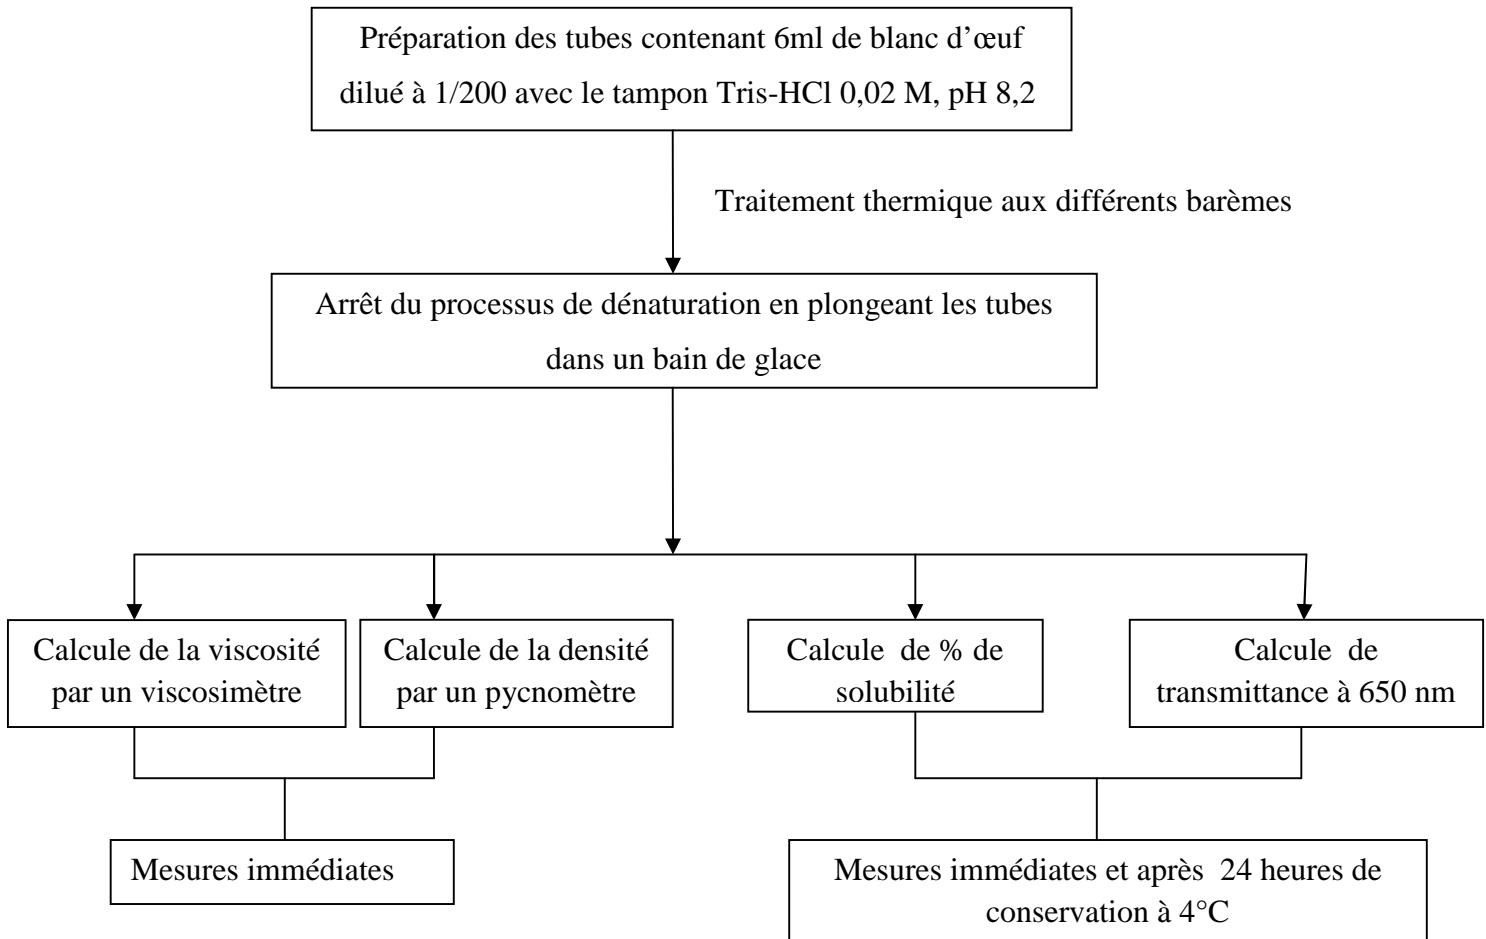 Préparation des tubes contenant 6ml de blanc d’œuf
dilué à 1/200 avec le tampon Tris-HCl 0,02 M, pH 8,2
Traitement thermique aux différents barèmes
Arrêt du processus de dénaturation en plongeant les tubes
dans un bain de glace
Calcule de la viscosité
par un viscosimètre
Calcule de la densité
par un pycnomètre
Calcule de % de
solubilité
Calcule de
transmittance à 650 nm
Mesures immédiates
Mesures immédiates et après 24 heures de
conservation à 4°C